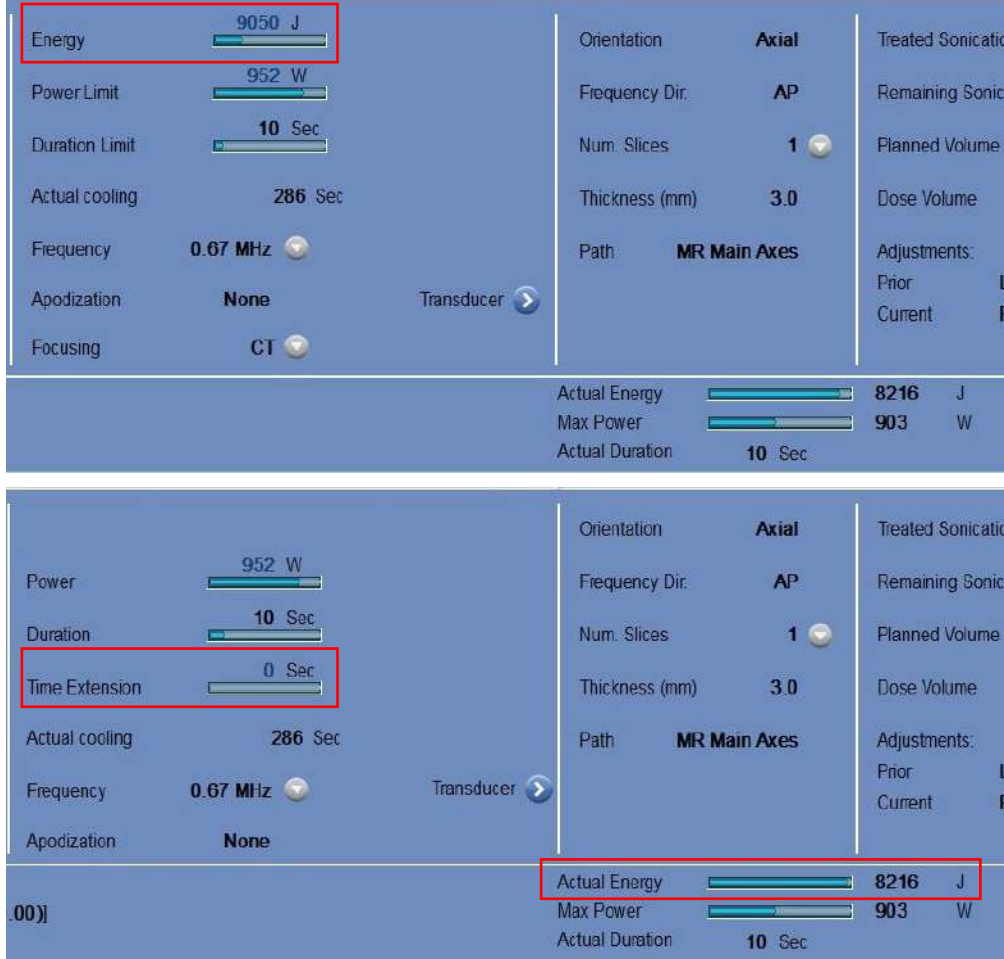 Energy 9050 J
Orientation Axial
Treated Sonicatio
Power Limit 952 W
Frequency Dir. AP
Remaining Sonic
Duration Limit 10 Sec
Num. Slices 1
Planned Volume
Actual cooling 286 Sec
Thickness (mm) 3.0
Dose Volume
Frequency 0.67 MHz
Path MR Main Axes
Adjustments:
Prior
Apodization None
Transducer
Current
Focusing CT
Actual Energy 8216 J
Max Power 903 W
Actual Duration 10 Sec
Orientation Axial
Treated Sonicatio
Power 952 W
Frequency Dir. AP
Remaining Sonic
Duration 10 Sec
Num. Slices 1
Planned Volume
Time Extension 0 Sec
Thickness (mm) 3.0
Dose Volume
Actual cooling 286 Sec
Path MR Main Axes
Adjustments:
Prior
Frequency 0.67 MHz
Transducer
Current
Apodization None
Actual Energy 8216 J
.00)]
Max Power 903 W
Actual Duration 10 Sec